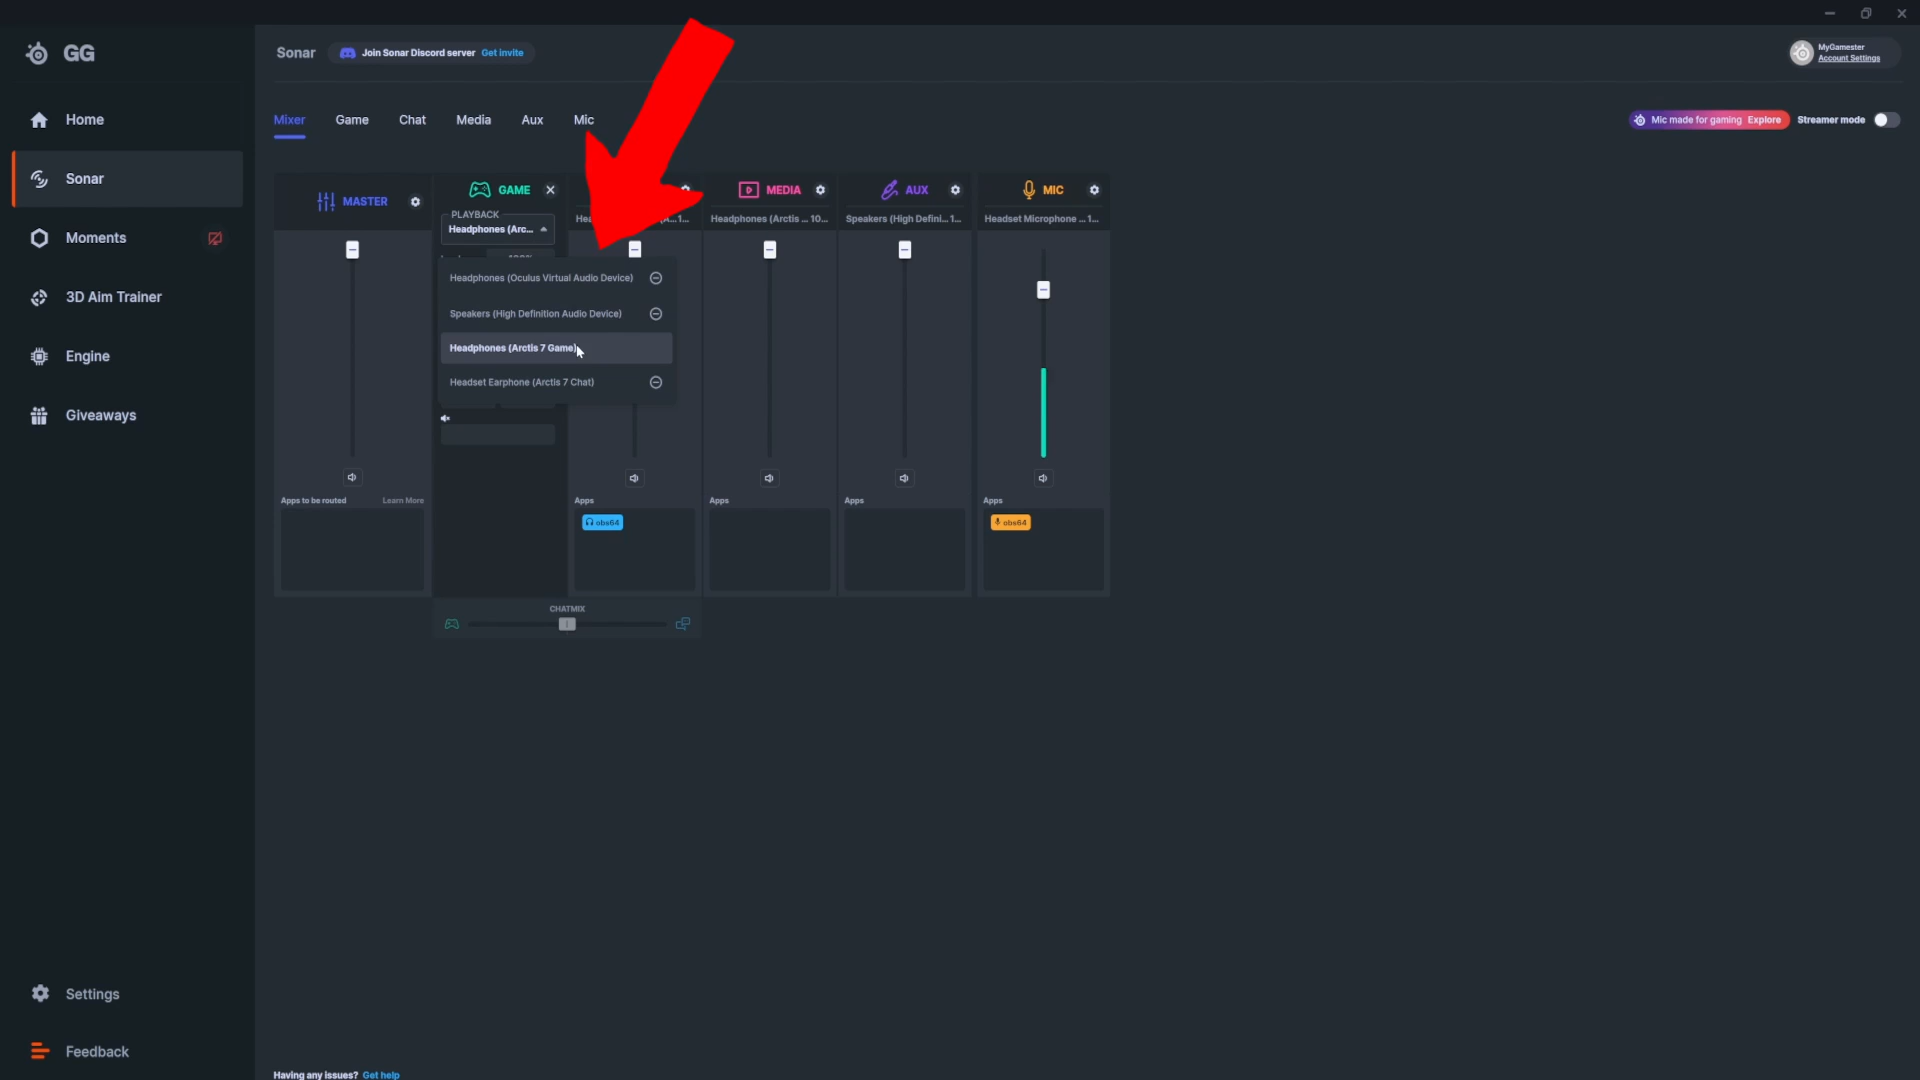 GG
Sonar
Join Sonar Discord server Get invite
MyGamester
Account Settings
Home
Sonar
Moments
3D Aim Trainer
Engine
Giveaways
Settings
Feedback
Mixer Game Chat Media Aux Mic
Mic made for gaming Explore Streamer mode
MASTER
GAME
PLAYBACK
Headphones (Arc...
100%
Headphones (Oculus Virtual Audio Device)
Speakers (High Definition Audio Device)
Headphones (Arctis 7 Game)
Headset Earphone (Arctis 7 Chat)
MEDIA
Headphones (Arctis ... 10...
AUX
Speakers (High Defini... 1...
MIC
Headset Microphone ... 1...
Apps to be routed Learn More
Apps
obs64
Apps
Apps
Apps
obs64
CHATMIX
Having any issues? Get help